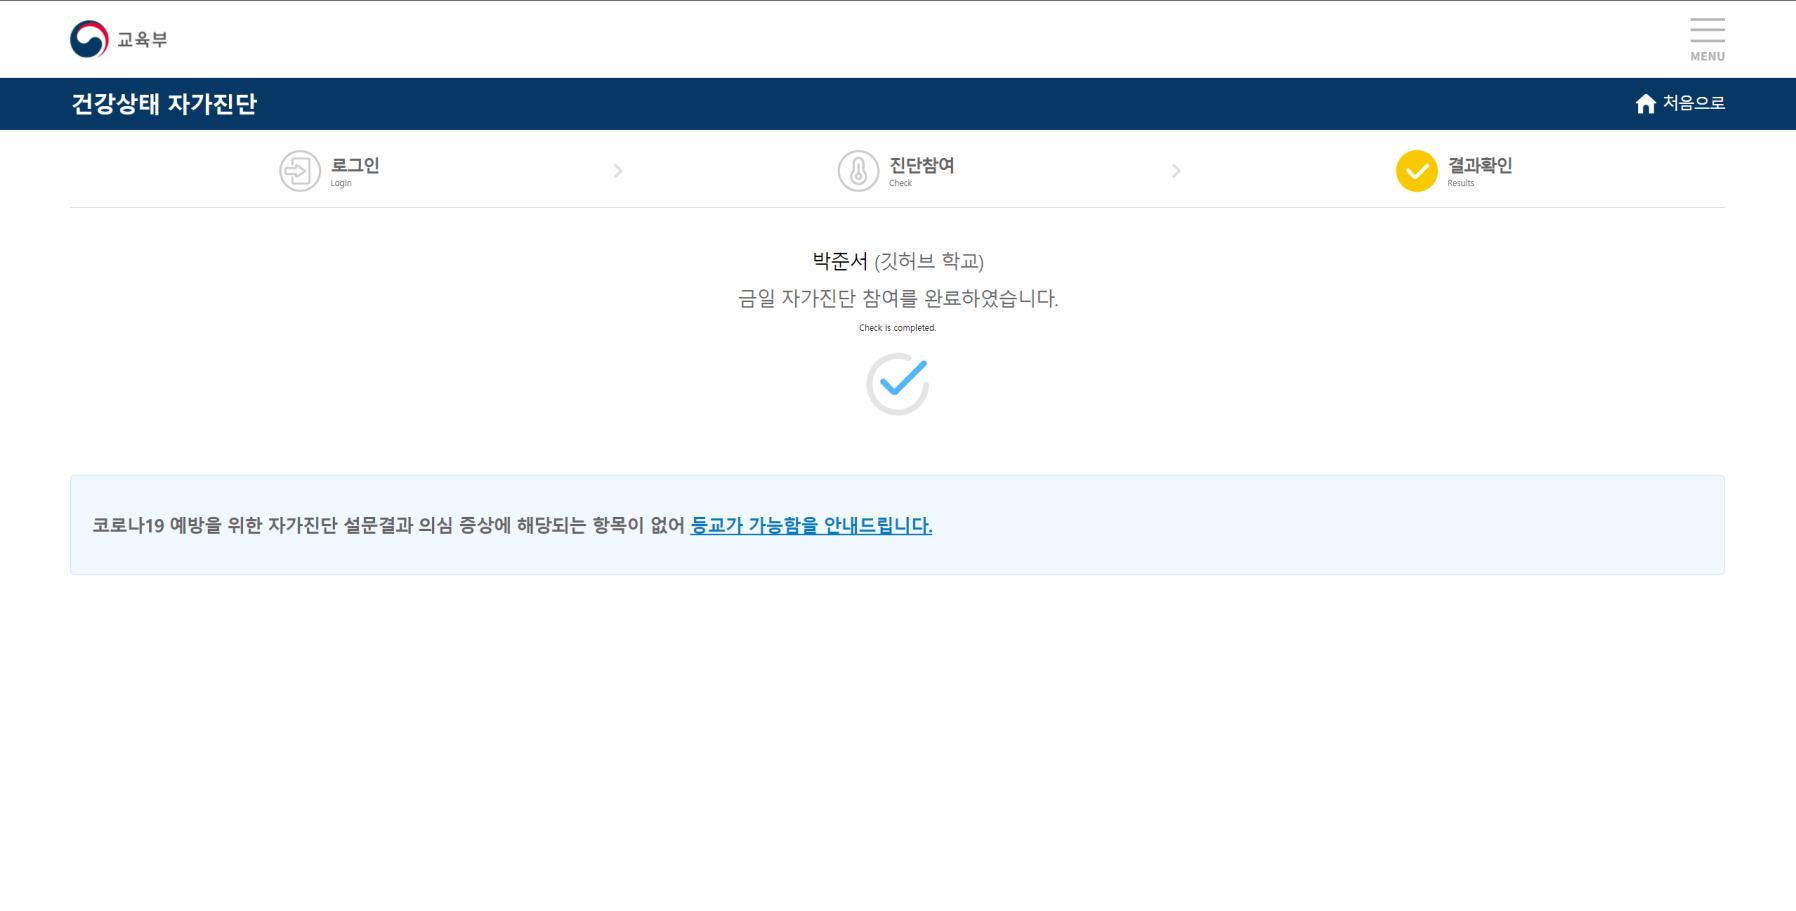 교육부
MENU
건강상태 자가진단
처음으로
로그인
Login
진단참여
Check
결과확인
Results
박준서 (깃허브 학교)
금일 자가진단 참여를 완료하였습니다.
Check is completed.
코로나19 예방을 위한 자가진단 설문결과 의심 증상에 해당되는 항목이 없어 등교가 가능함을 안내드립니다.